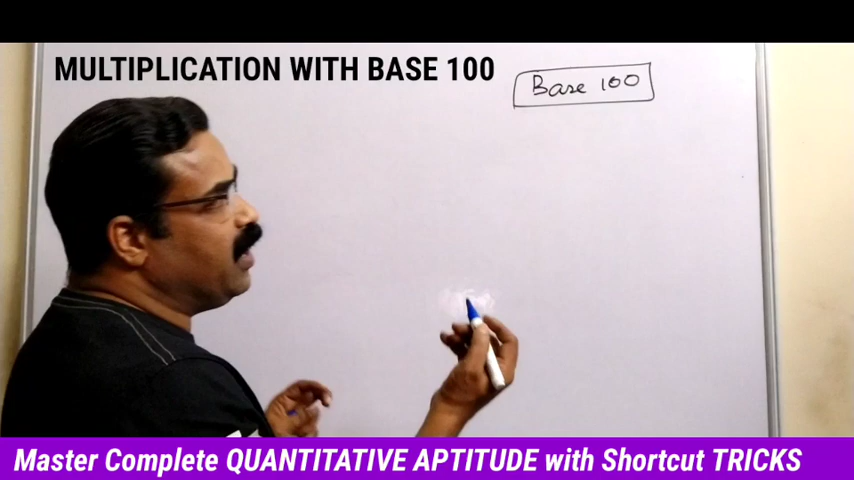 MULTIPLICATION WITH BASE 100
Base 100
Master Complete QUANTITATIVE APTITUDE with Shortcut TRICKS